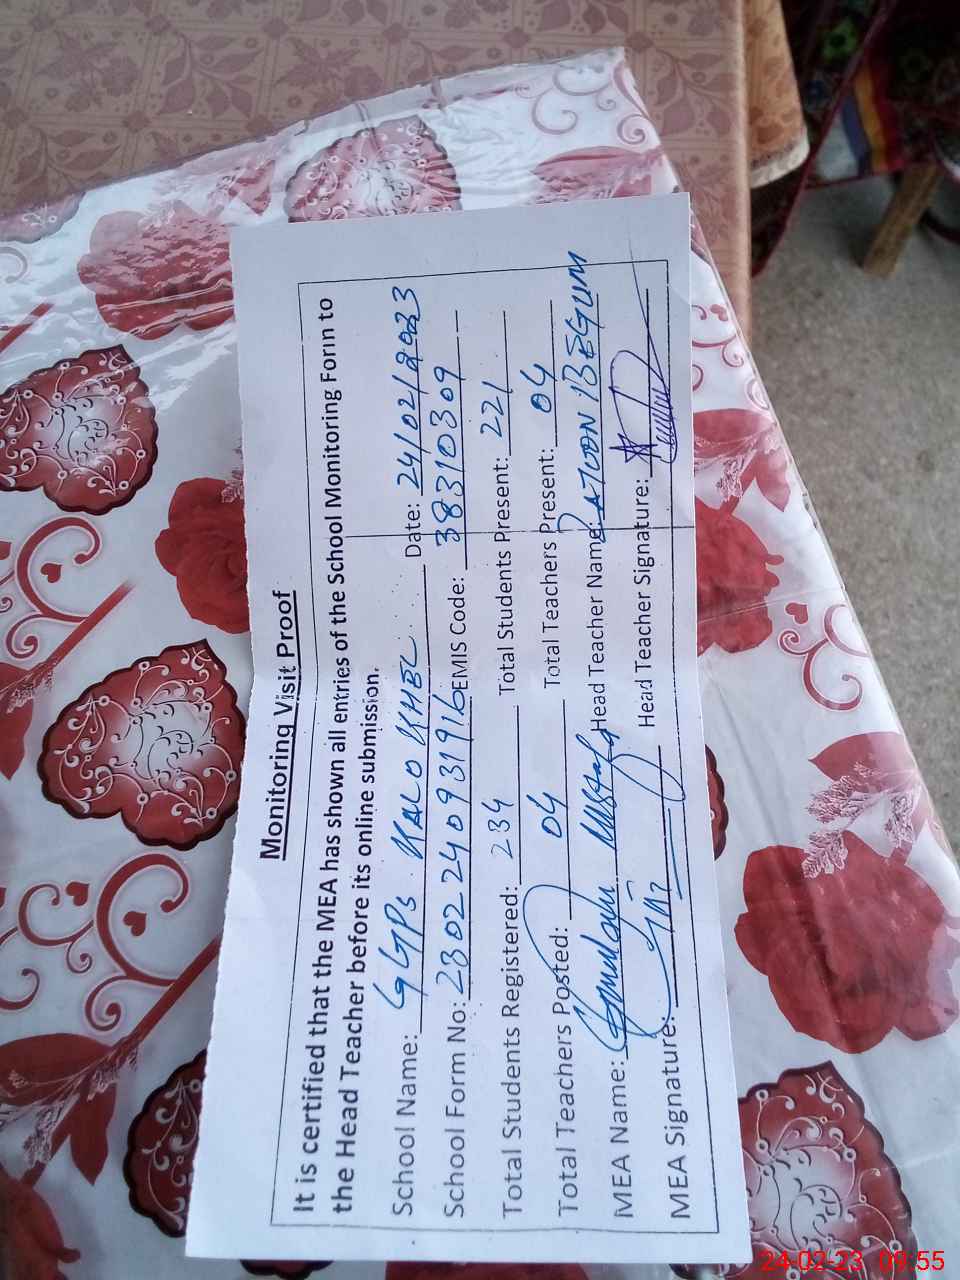 Monitoring Visit Proof
It is certified that the MEA has shown all entries of the School Monitoring Form to
the Head Teacher before its online submission.
School Name: GGPS KALO KHEL Date: 24/02/2023
School Form No: 230224093 1916 EMIS Code: 38310309
Total Students Registered: 234 Total Students Present: 221
Total Teachers Posted: 04 Total Teachers Present: 04
MEA Name: Mustafa Head Teacher Name: BEGUM
MEA Signature: Head Teacher Signature:
24-02-23 09:55